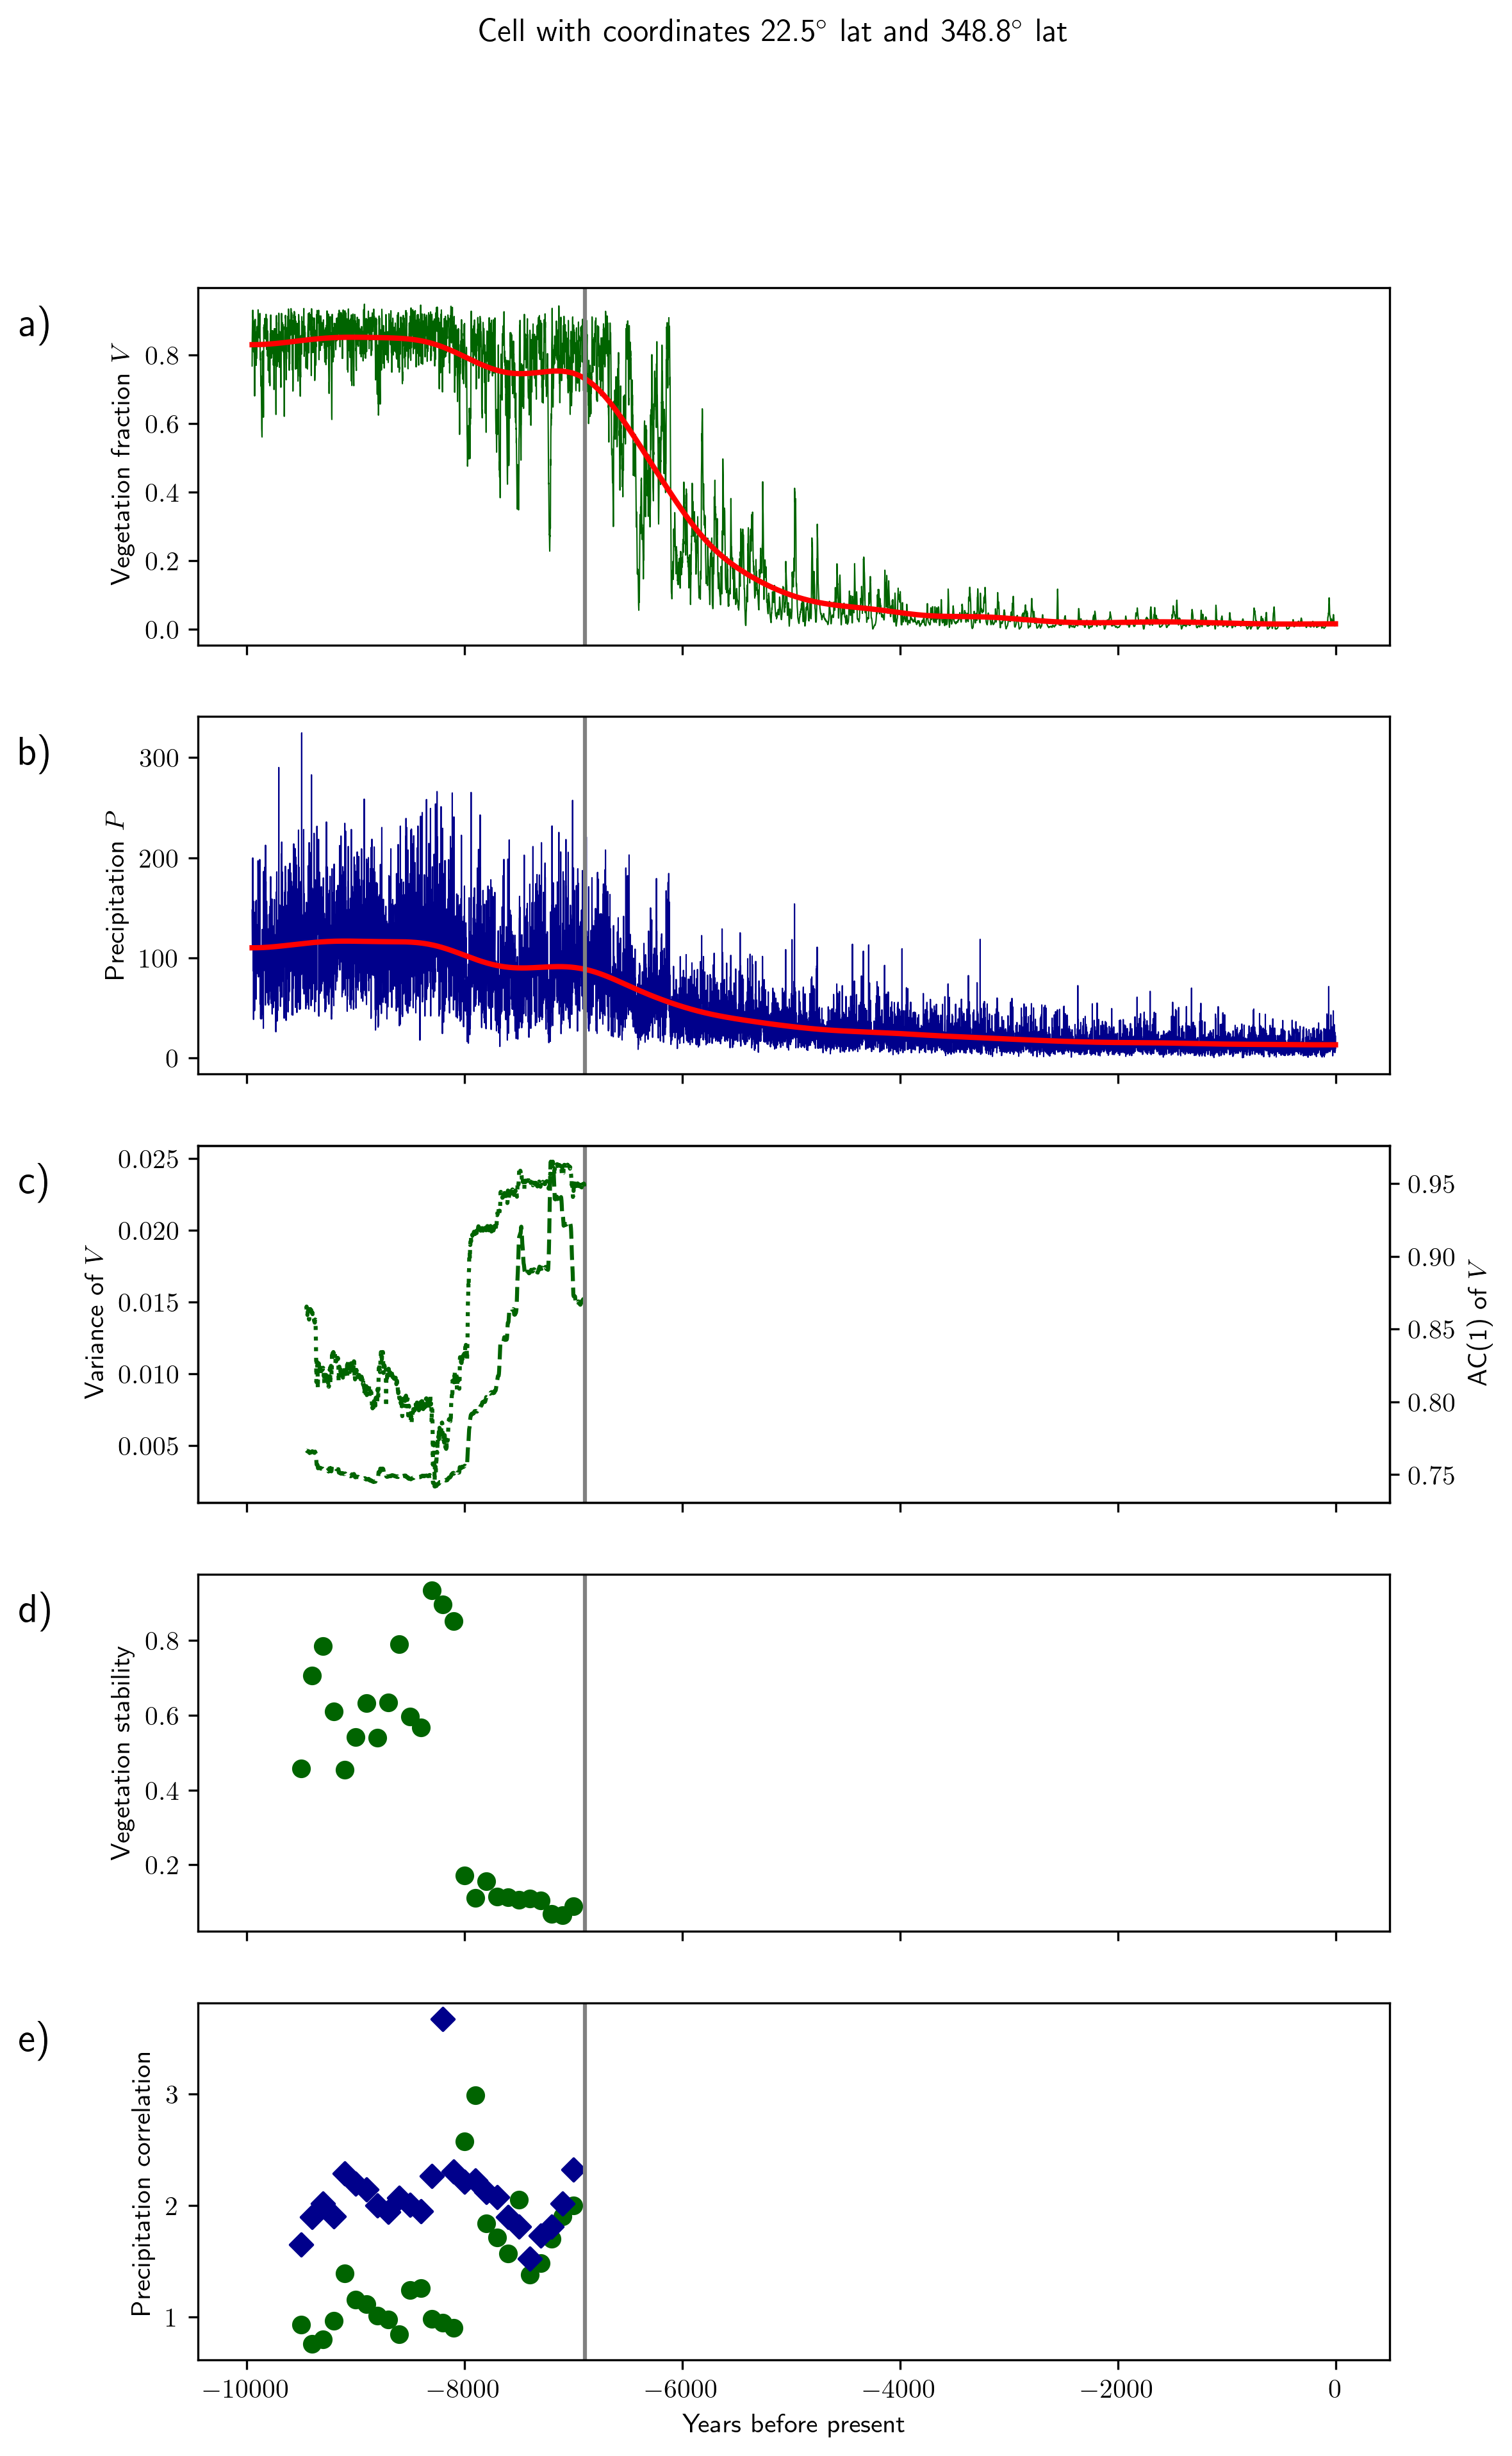 Cell with coordinates 22.5° lat and 348.8° lat
a)
Vegetation fraction V
0.8
0.6
0.4
0.2
0.0
b)
Precipitation P
300
200
100
0
c)
Variance of V
0.025
0.020
0.015
0.010
0.005
0.95
0.90
0.85
0.80
0.75
AC(1) of V
d)
Vegetation stability
0.8
0.6
0.4
0.2
e)
Precipitation correlation
3
2
1
−10000 −8000 −6000 −4000 −2000 0
Years before present